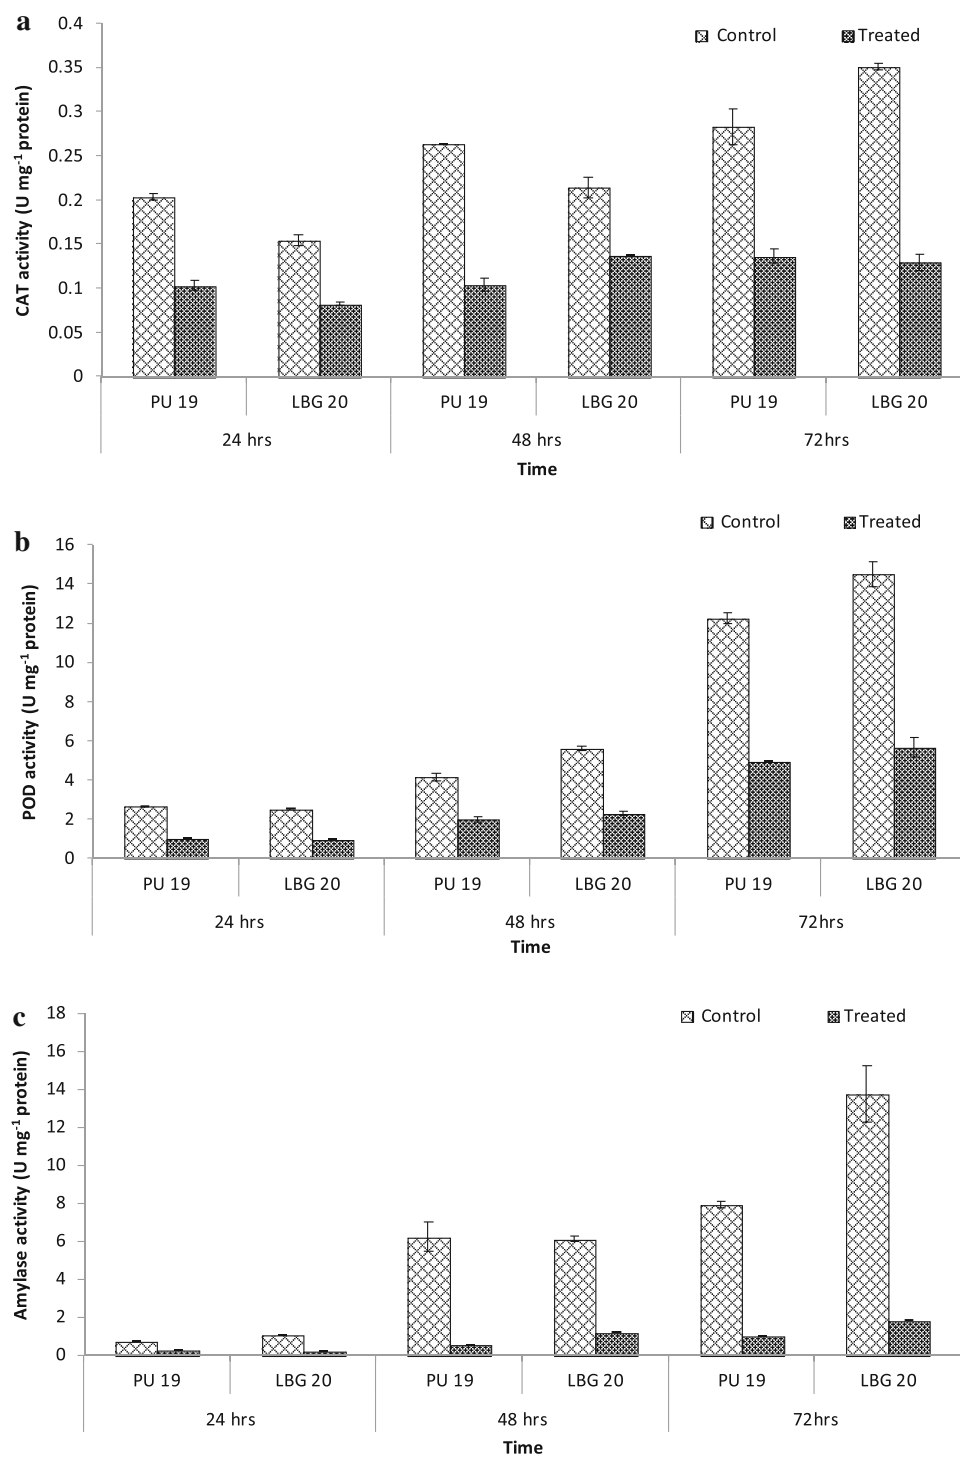 a
Control Treated
CAT activity (U mg-1 protein)
0.4
0.35
0.3
0.25
0.2
0.15
0.1
0.05
0
PU 19 LBG 20 PU 19 LBG 20 PU 19 LBG 20
24 hrs 48 hrs 72hrs
Time
b
Control Treated
POD activity (U mg-1 protein)
16
14
12
10
8
6
4
2
0
PU 19 LBG 20 PU 19 LBG 20 PU 19 LBG 20
24 hrs 48 hrs 72hrs
Time
c
Control Treated
Amylase activity (U mg-1 protein)
18
16
14
12
10
8
6
4
2
0
PU 19 LBG 20 PU 19 LBG 20 PU 19 LBG 20
24 hrs 48 hrs 72hrs
Time